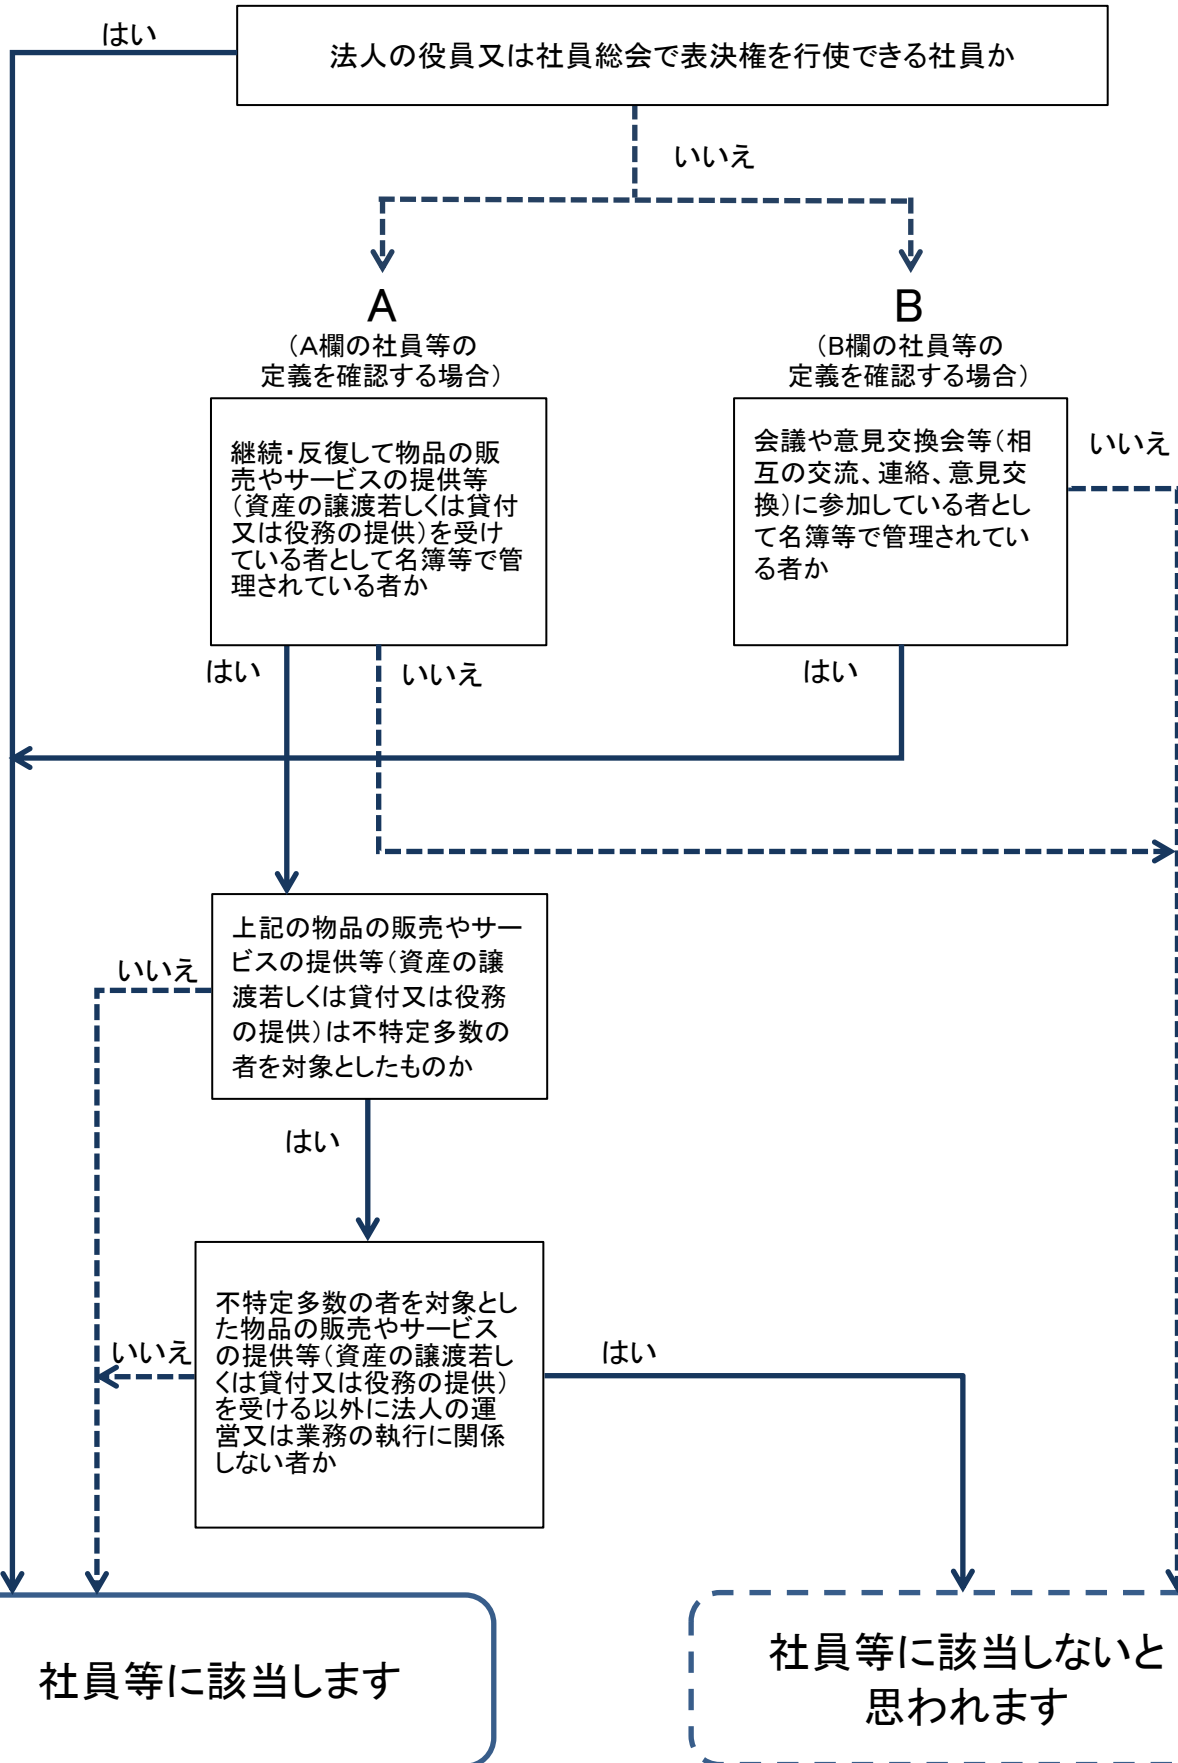 はい
法人の役員又は社員総会で表決権を行使できる社員か
いいえ
A
(A欄の社員等の
定義を確認する場合)
継続・反復して物品の販
売やサービスの提供等
(資産の譲渡若しくは貸付
又は役務の提供)を受け
ている者として名簿等で管
理されている者か
B
(B欄の社員等の
定義を確認する場合)
会議や意見交換会等(相
互の交流、連絡、意見交
換)に参加している者とし
て名簿等で管理されてい
る者か
いいえ
はい
いいえ
はい
上記の物品の販売やサー
ビスの提供等(資産の譲
渡若しくは貸付又は役務
の提供)は不特定多数の
者を対象としたものか
いいえ
はい
不特定多数の者を対象とし
た物品の販売やサービス
の提供等(資産の譲渡若し
くは貸付又は役務の提供)
を受ける以外に法人の運
営又は業務の執行に関係
しない者か
いいえ
はい
社員等に該当します
社員等に該当しないと
思われます